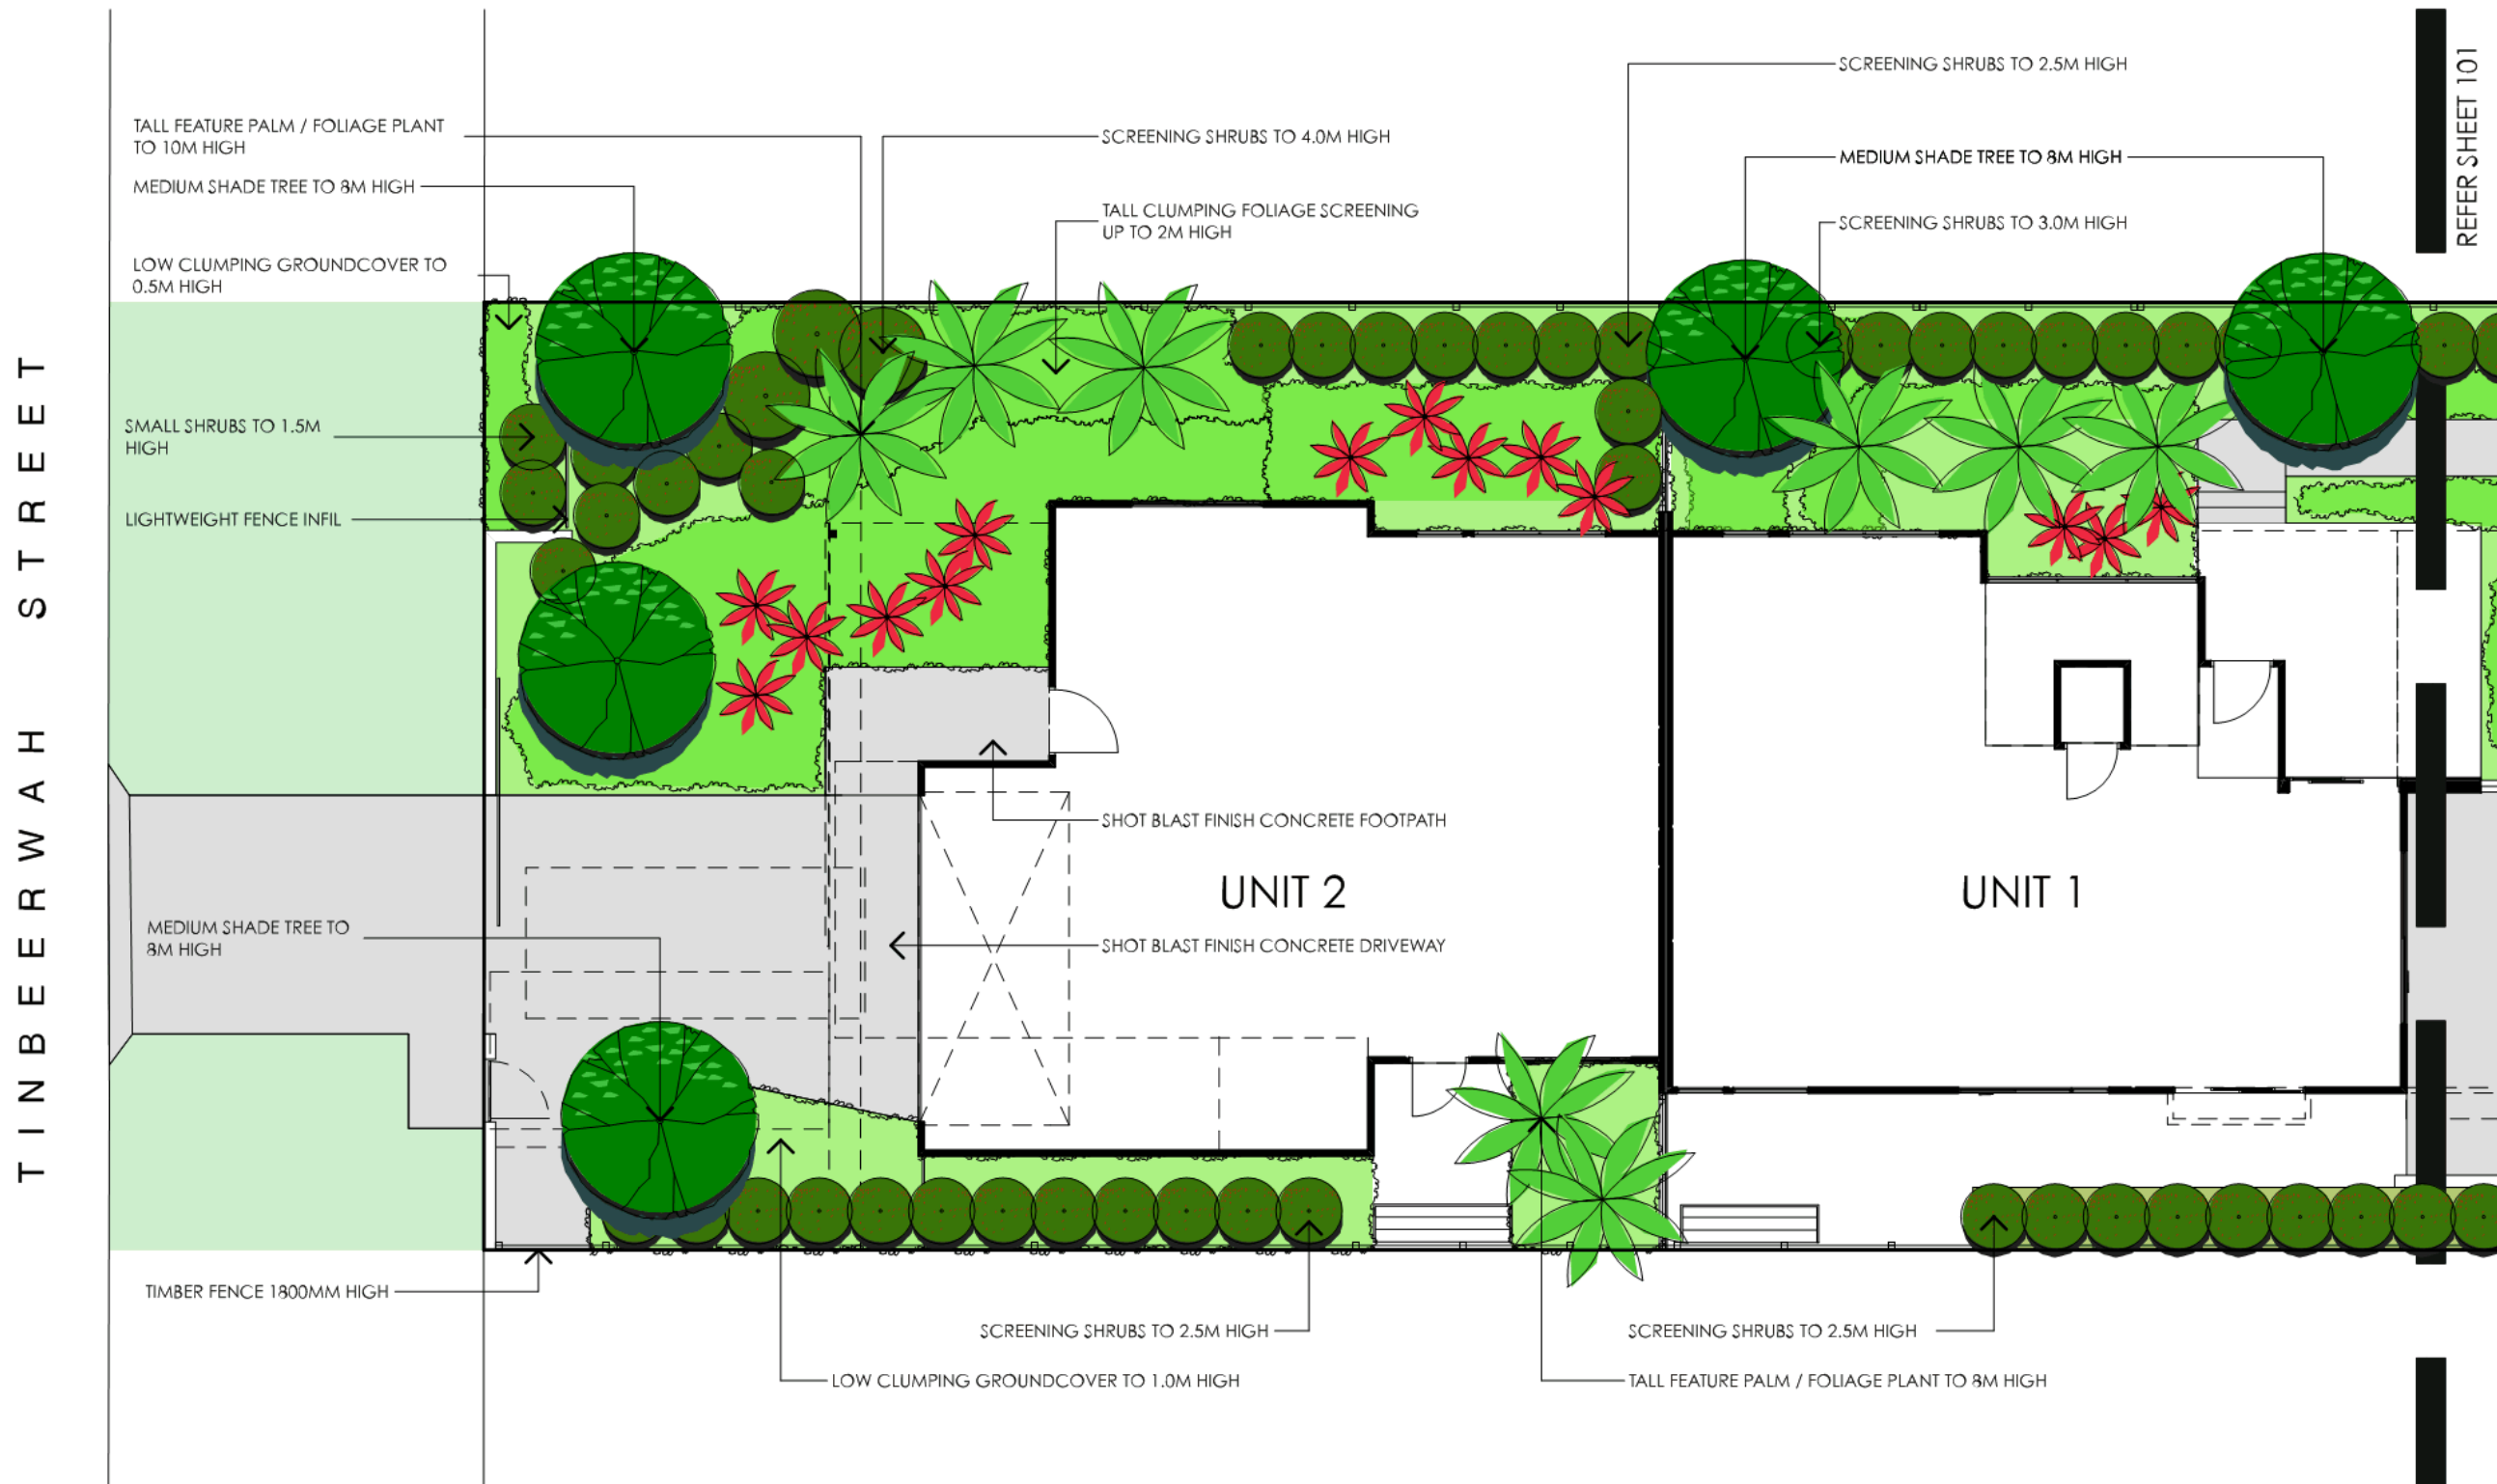 TINBEERWAH STREET
TALL FEATURE PALM / FOLIAGE PLANT
TO 10M HIGH
MEDIUM SHADE TREE TO 8M HIGH
LOW CLUMPING GROUNDCOVER TO
0.5M HIGH
SMALL SHRUBS TO 1.5M
HIGH
LIGHTWEIGHT FENCE INFIL
MEDIUM SHADE TREE TO
8M HIGH
TIMBER FENCE 1800MM HIGH
SCREENING SHRUBS TO 4.0M HIGH
TALL CLUMPING FOLIAGE SCREENING
UP TO 2M HIGH
SCREENING SHRUBS TO 2.5M HIGH
MEDIUM SHADE TREE TO 8M HIGH
SCREENING SHRUBS TO 3.0M HIGH
REFER SHEET 101
SHOT BLAST FINISH CONCRETE FOOTPATH
UNIT 2
UNIT 1
SHOT BLAST FINISH CONCRETE DRIVEWAY
SCREENING SHRUBS TO 2.5M HIGH
SCREENING SHRUBS TO 2.5M HIGH
LOW CLUMPING GROUNDCOVER TO 1.0M HIGH
TALL FEATURE PALM / FOLIAGE PLANT TO 8M HIGH